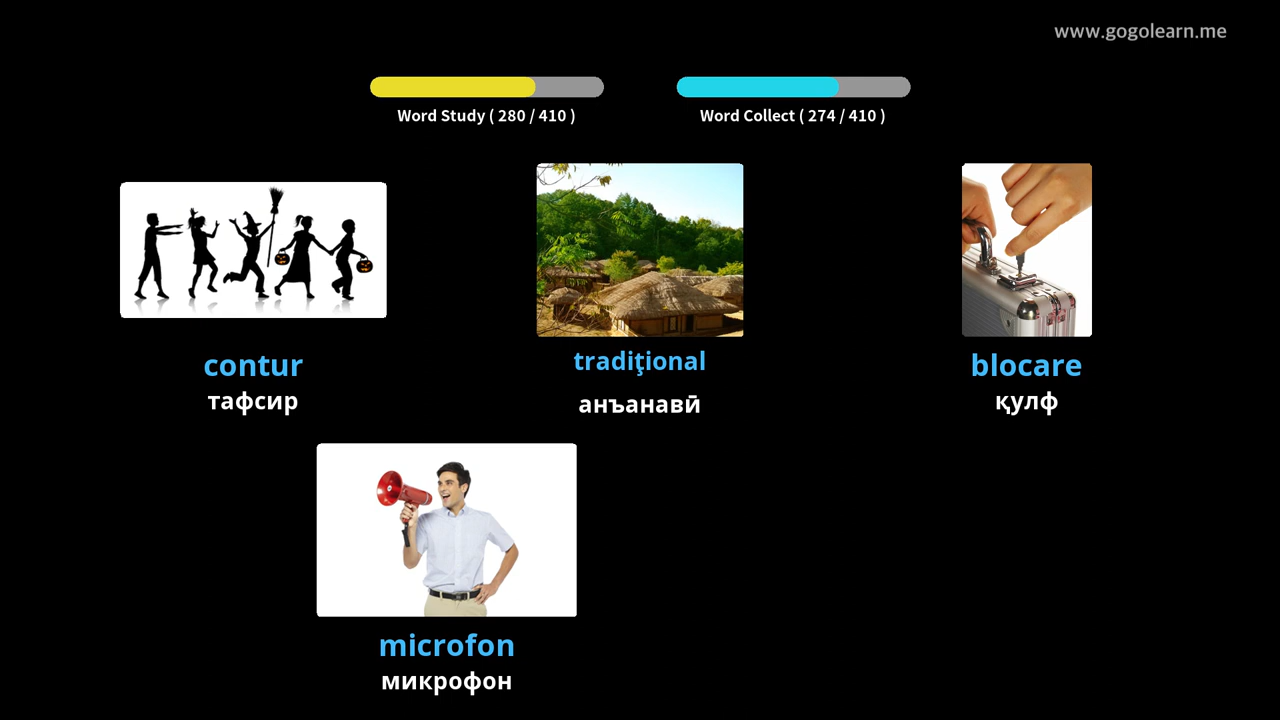 www.gogolearn.me
Word Study ( 280 / 410 )
Word Collect ( 274 / 410 )
contur
тафсир
tradiţional
анъанавӣ
blocare
қулф
microfon
микрофон